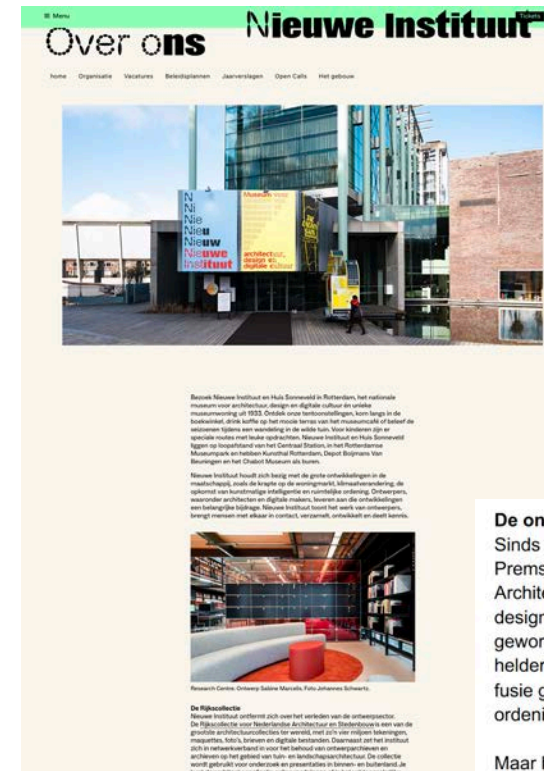 Menu
Nieuwe Instituut
Tickets
Over ons
home Organisatie Vacatures Beleidsplannen Jaarverslagen Open Calls Het gebouw
N
Ni
Nie
Nieu
Nieuw
Nieuwe
Instituut
Museum voor
architectuur,
design en
digitale cultuur
Bezoek Nieuwe Instituut en Huis Sonneveld in Rotterdam, het nationale
museum voor architectuur, design en digitale cultuur én unieke
museumwoning uit 1933. Ontdek onze tentoonstellingen, kom langs in de
boekwinkel, drink koffie op het mooie terras van het museumcafé of beleef de
seizoenen tijdens een wandeling in de wilde tuin. Voor kinderen zijn er
speciale routes met leuke opdrachten. Nieuwe Instituut en Huis Sonneveld
liggen op loopafstand van het Centraal Station, in het Rotterdamse
Museumpark en hebben Kunsthal Rotterdam, Depot Boijmans Van
Beuningen en het Chabot Museum als buren.
Nieuwe Instituut houdt zich bezig met de grote ontwikkelingen in de
maatschappij, zoals de krapte op de woningmarkt, klimaatverandering, de
opkomst van kunstmatige intelligentie en ruimtelijke ordening. Ontwerpers,
waaronder architecten en digitale makers, leveren aan die ontwikkelingen
een belangrijke bijdrage. Nieuwe Instituut toont het werk van ontwerpers,
brengt mensen met elkaar in contact, verzamelt, ontwikkelt en deelt kennis.
Research Centre. Ontwerp Sabine Marcelis. Foto Johannes Schwartz.
De Rijkscollectie
Nieuwe Instituut ontfermt zich over het verleden van de ontwerpsector.
De Rijkscollectie voor Nederlandse Architectuur en Stedenbouw is een van de
grootste architectuurcollecties ter wereld, met zo'n vier miljoen tekeningen,
maquettes, foto's, brieven en digitale bestanden. Daarnaast zet het instituut
zich in netwerkverband in voor het behoud van ontwerparchieven en
archieven op het gebied van tuin- en landschapsarchitectuur. De collectie
wordt gebruikt voor onderzoek en presentaties in binnen- en buitenland. Je
De on
Sinds
Prems
Archite
design
gewor
helder
fusie g
ordeni
Maar